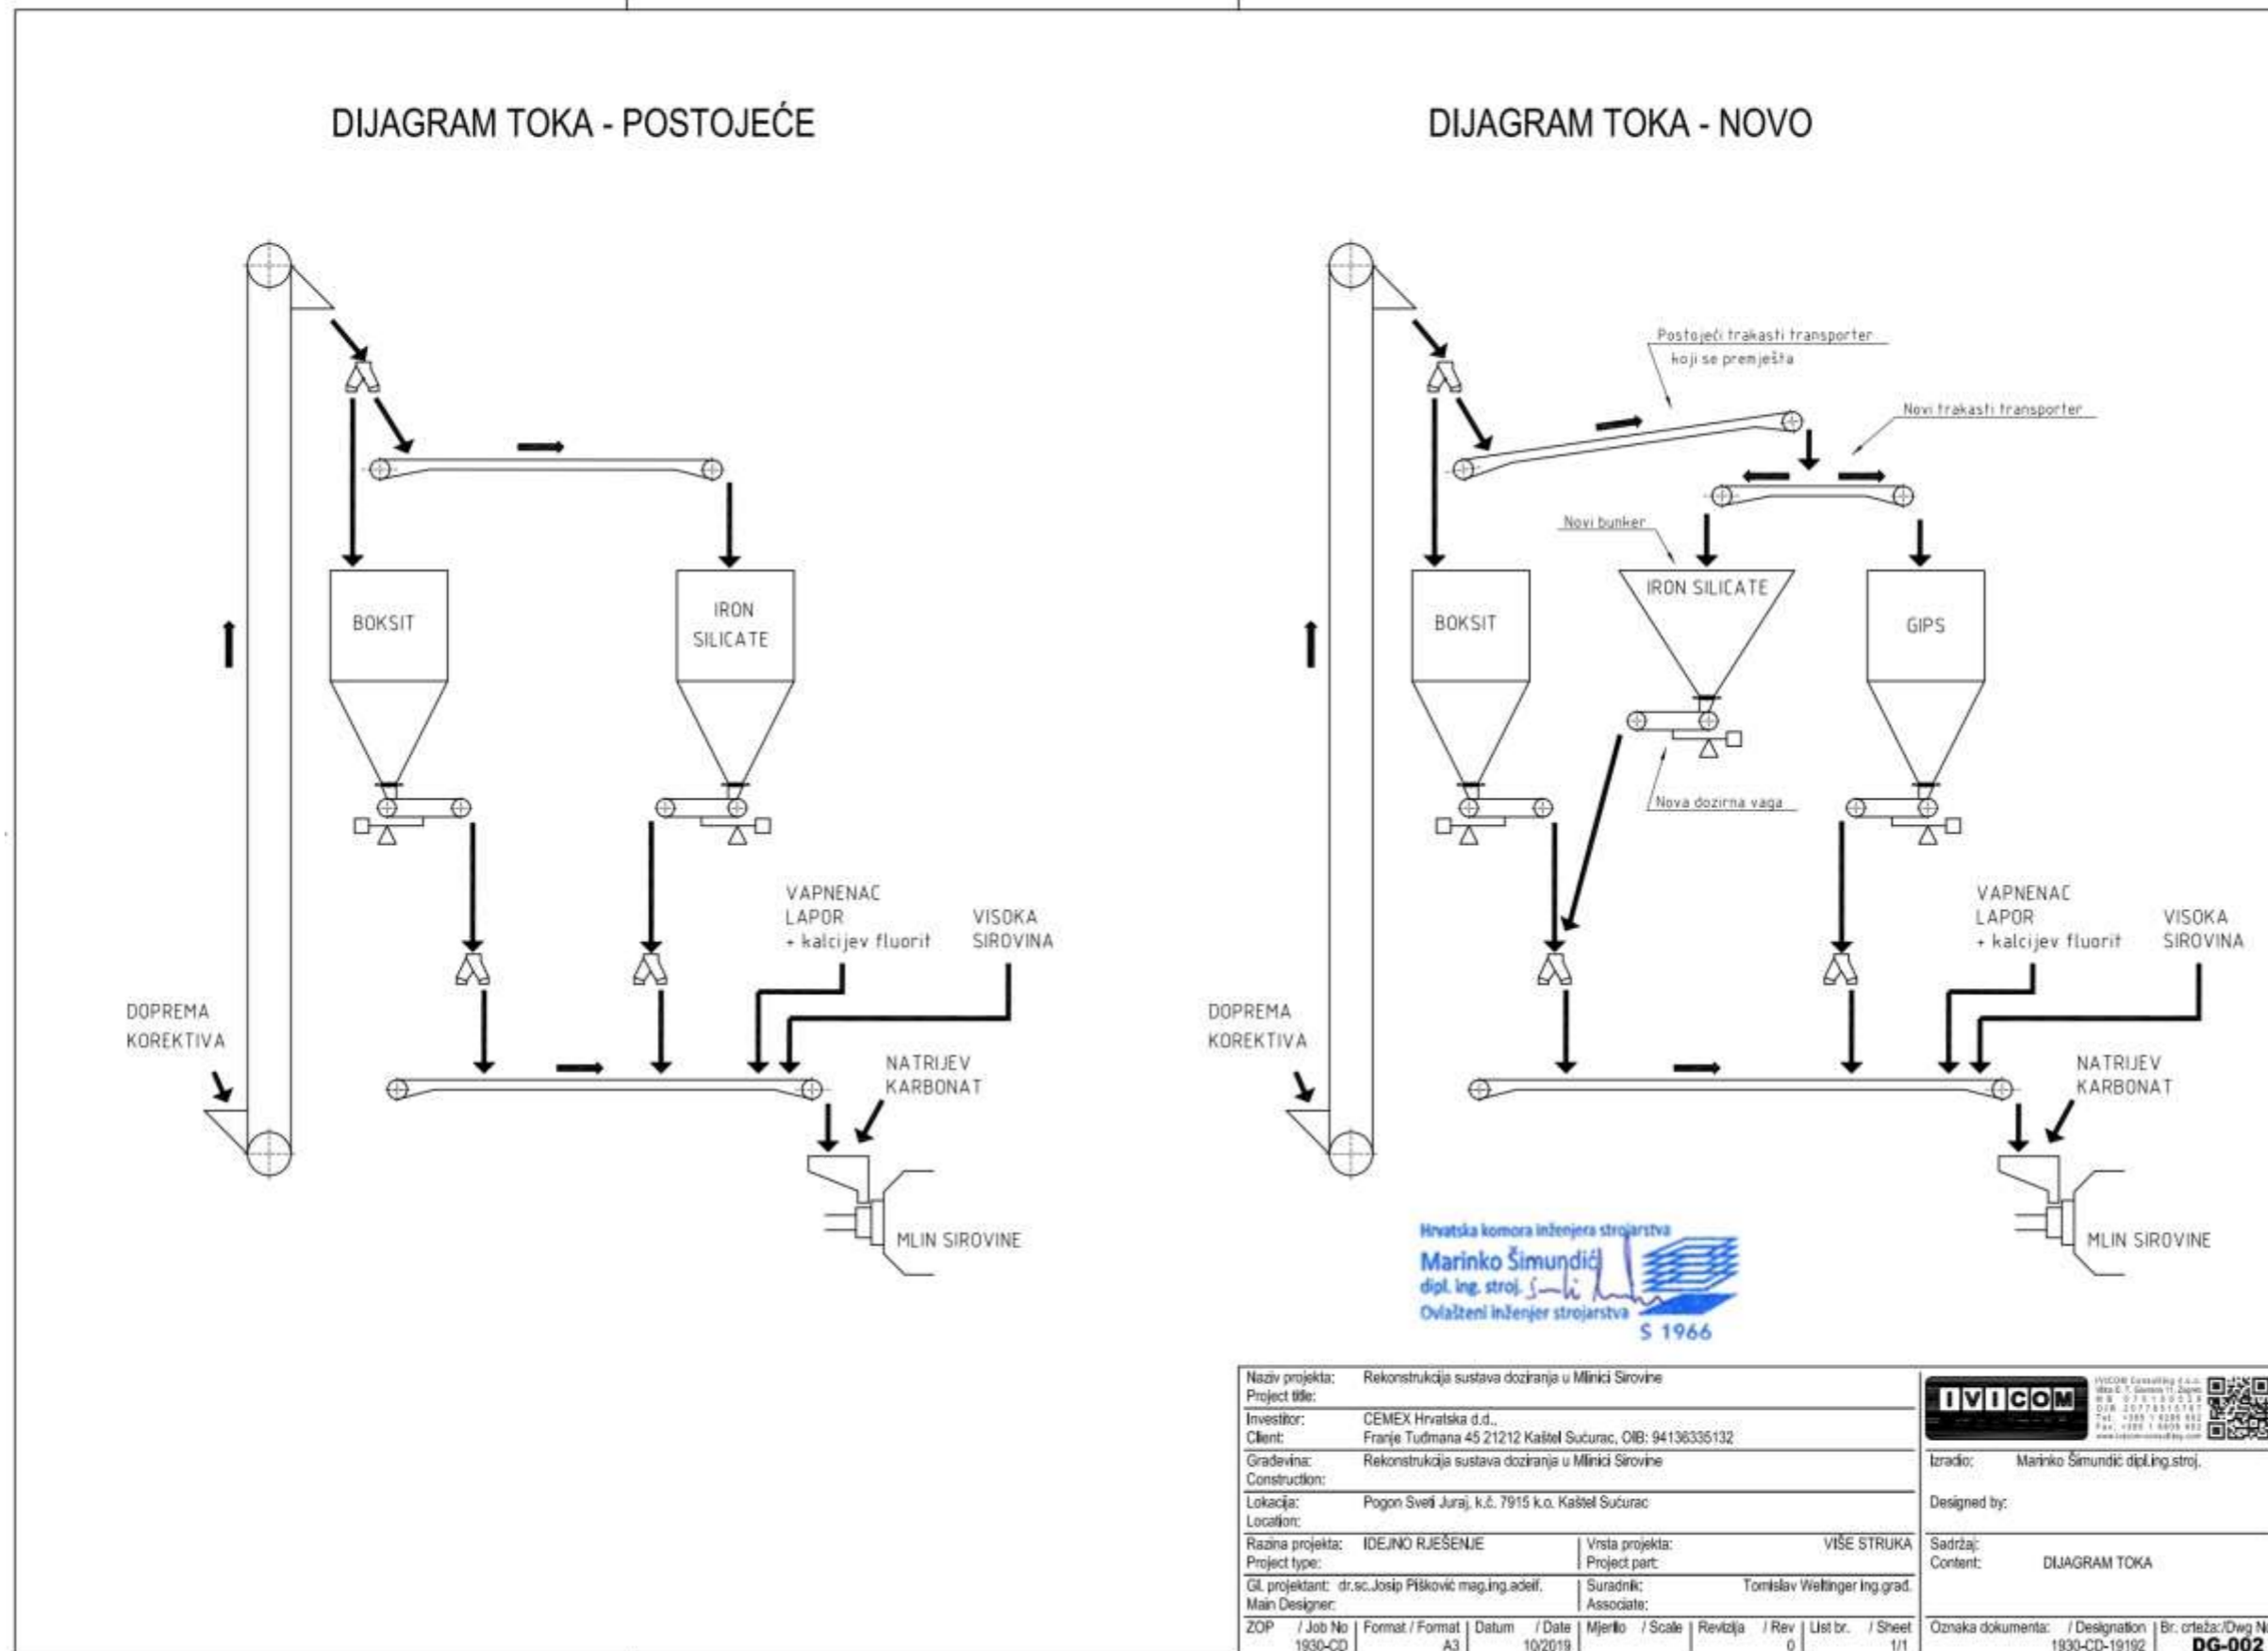 DIJAGRAM TOKA - POSTOJEĆE
BOKSIT
IRON
SILICATE
VAPNENAC
LAPOR
+ kalcijev fluorit
VISOKA
SIROVINA
DOPREMA
KOREKTIVA
NATRIJEV
KARBONAT
MLIN SIROVINE
DIJAGRAM TOKA - NOVO
Postojeći trakasti transporter
koji se premješta
Novi trakasti transporter
Novi bunker
BOKSIT
IRON SILICATE
GIPS
Nova dozirna vaga
VAPNENAC
LAPOR
+ kalcijev fluorit
VISOKA
SIROVINA
DOPREMA
KOREKTIVA
NATRIJEV
KARBONAT
MLIN SIROVINE
Hrvatska komora inženjera strojarstva
Marinko Šimundić
dipl. ing. stroj.
Ovlašteni inženjer strojarstva
S 1966
Naziv projekta: Rekonstrukcija sustava doziranja u Mlinici Sirovine
Project title:
Investitor: CEMEX Hrvatska d.d.,
Client: Franje Tuđmana 45 21212 Kaštel Sućurac, OIB: 94136335132
Građevina: Rekonstrukcija sustava doziranja u Mlinici Sirovine
Construction:
Lokacija: Pogon Sveti Juraj, k.č. 7915 k.o. Kaštel Sućurac
Location:
Razina projekta: IDEJNO RJEŠENJE Vrsta projekta: VIŠE STRUKA
Project type: Project part:
Gl. projektant: dr.sc.Josip Pišković mag.ing.aedif. Suradnik: Tomislav Weltinger ing.građ.
Main Designer: Associate:
ZOP / Job No Format / Format Datum / Date Mjerilo / Scale Revizija / Rev List br. / Sheet
1930-CD A3 10/2019 0 1/1
IVICOM
IVICOM Consulting d.o.o.
Izradio: Marinko Šimundić dipl.ing.stroj.
Designed by:
Sadržaj:
Content: DIJAGRAM TOKA
Oznaka dokumenta: / Designation Br. crteža:/Dwg
1930-CD-19192 DG-002